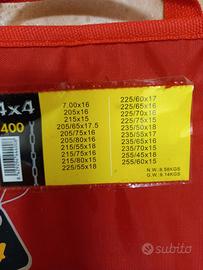 4x4
400
7.00x16
205x16
215x15
205/65x17.5
205/75x16
205/80x16
215/55x18
215/75x16
215/80x15
225/55x18
225/60x17
225/65x16
225/70x16
225/75x15
235/50x18
235/55x17
235/60x16
235/70x15
255/45x18
255/60x15
N.W.:8.58KGS
G.W.:9.14KGS
subito